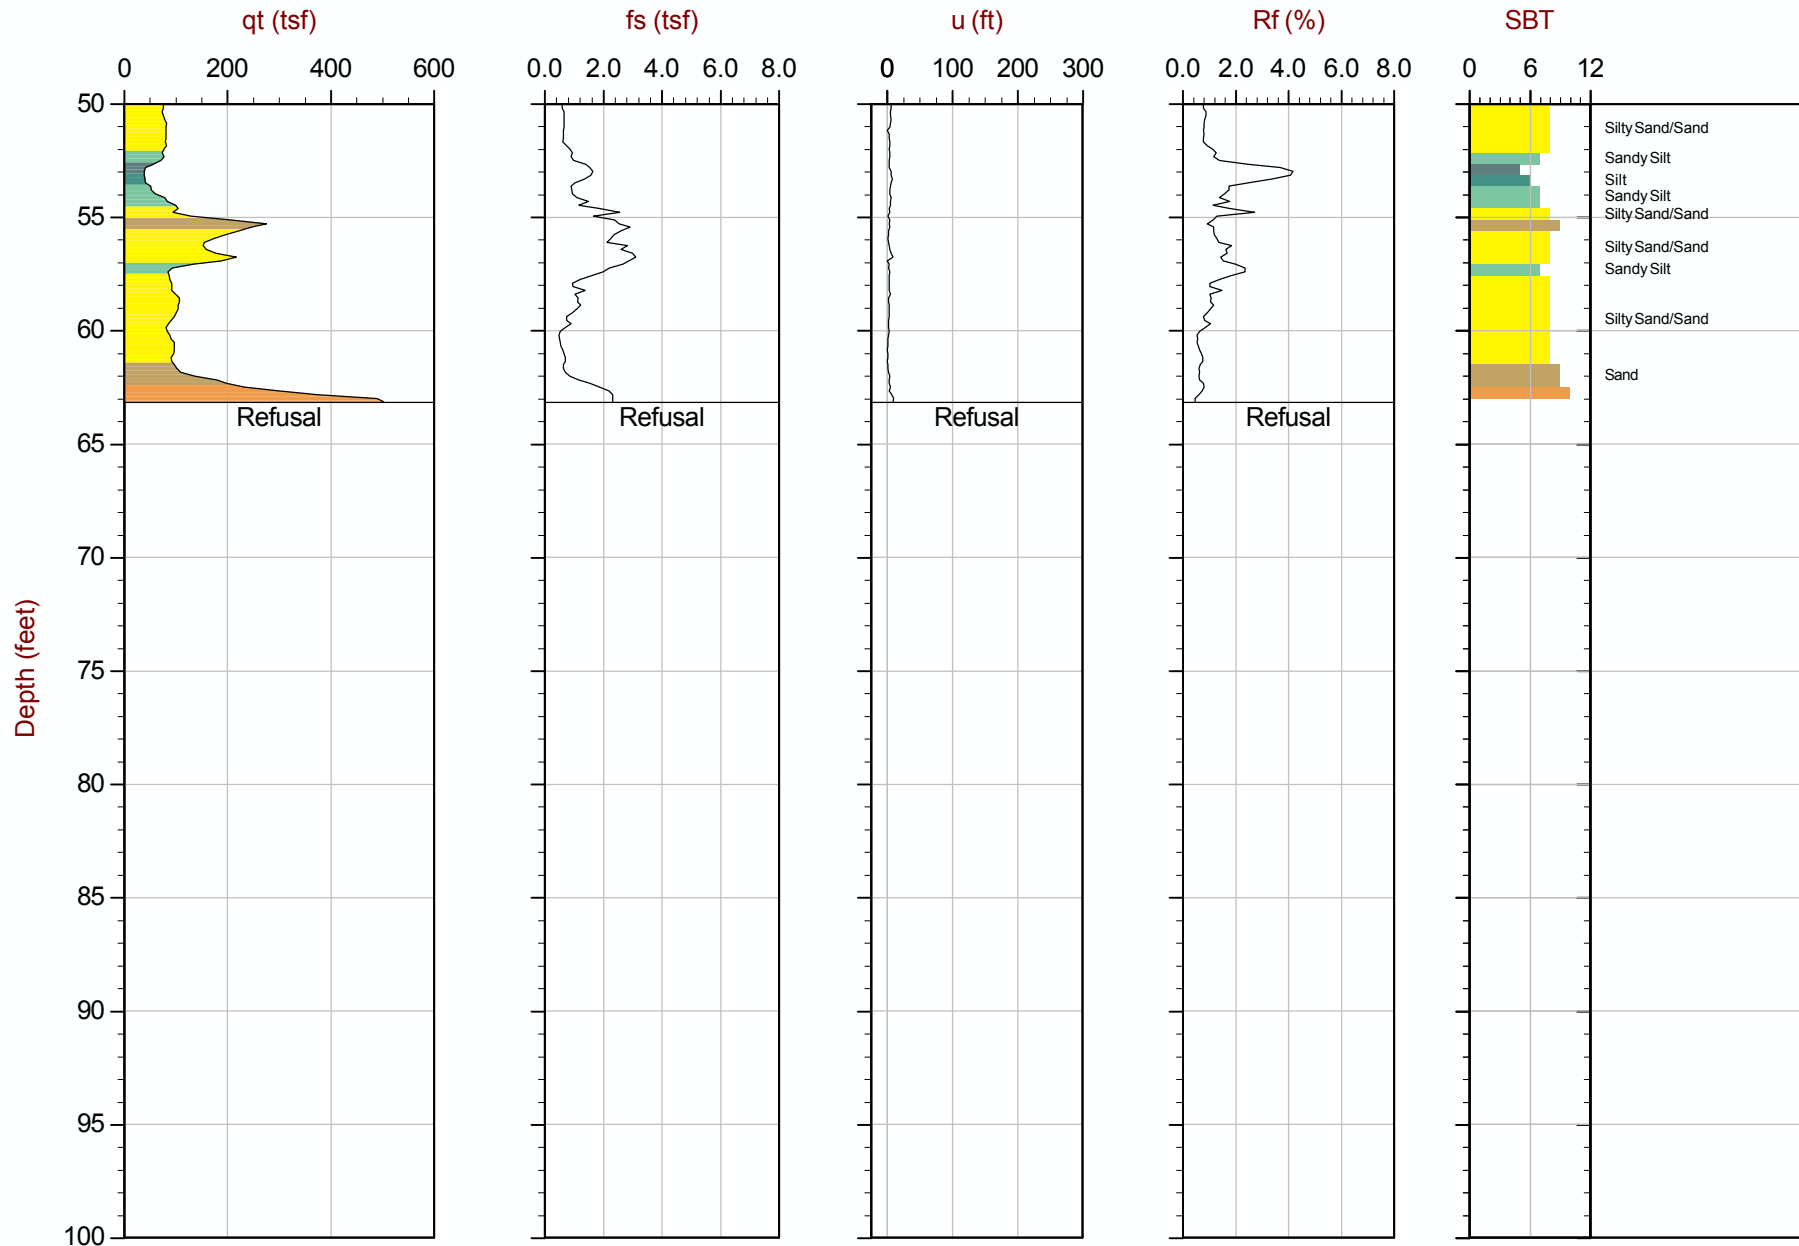 qt (tsf) fs (tsf) u (ft) Rf (%) SBT
0 200 400 600 0.0 2.0 4.0 6.0 8.0 0 100 200 300 0.0 2.0 4.0 6.0 8.0 0 6 12
50
Silty Sand/Sand
Sandy Silt
Silt
Sandy Silt
Silty Sand/Sand
55
Silty Sand/Sand
Sandy Silt
Silty Sand/Sand
60
Sand
Refusal Refusal Refusal Refusal
65
70
75
Depth (feet)
80
85
90
95
100